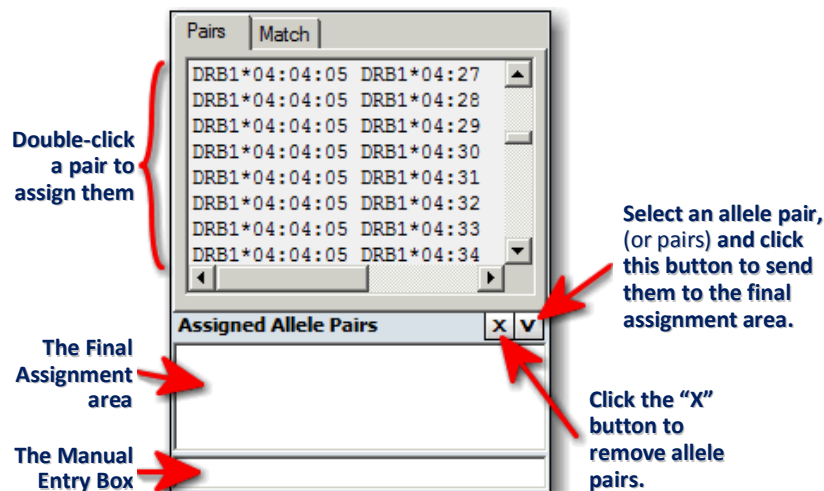 Pairs
Match
DRB1*04:04:05 DRB1*04:27
DRB1*04:04:05 DRB1*04:28
DRB1*04:04:05 DRB1*04:29
DRB1*04:04:05 DRB1*04:30
DRB1*04:04:05 DRB1*04:31
DRB1*04:04:05 DRB1*04:32
DRB1*04:04:05 DRB1*04:33
DRB1*04:04:05 DRB1*04:34
Double-click
a pair to
assign them
Select an allele pair,
(or pairs) and click
this button to send
them to the final
assignment area.
Assigned Allele Pairs
X
V
The Final
Assignment
area
Click the “X”
button to
remove allele
pairs.
The Manual
Entry Box